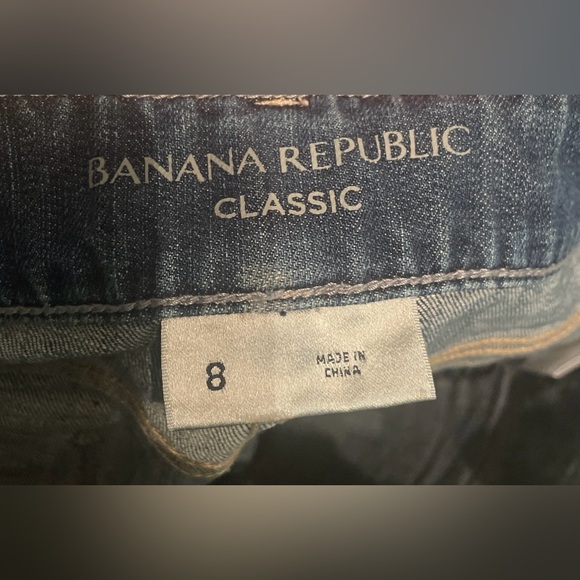 BANANA REPUBLIC
CLASSIC
8
MADE IN
CHINA